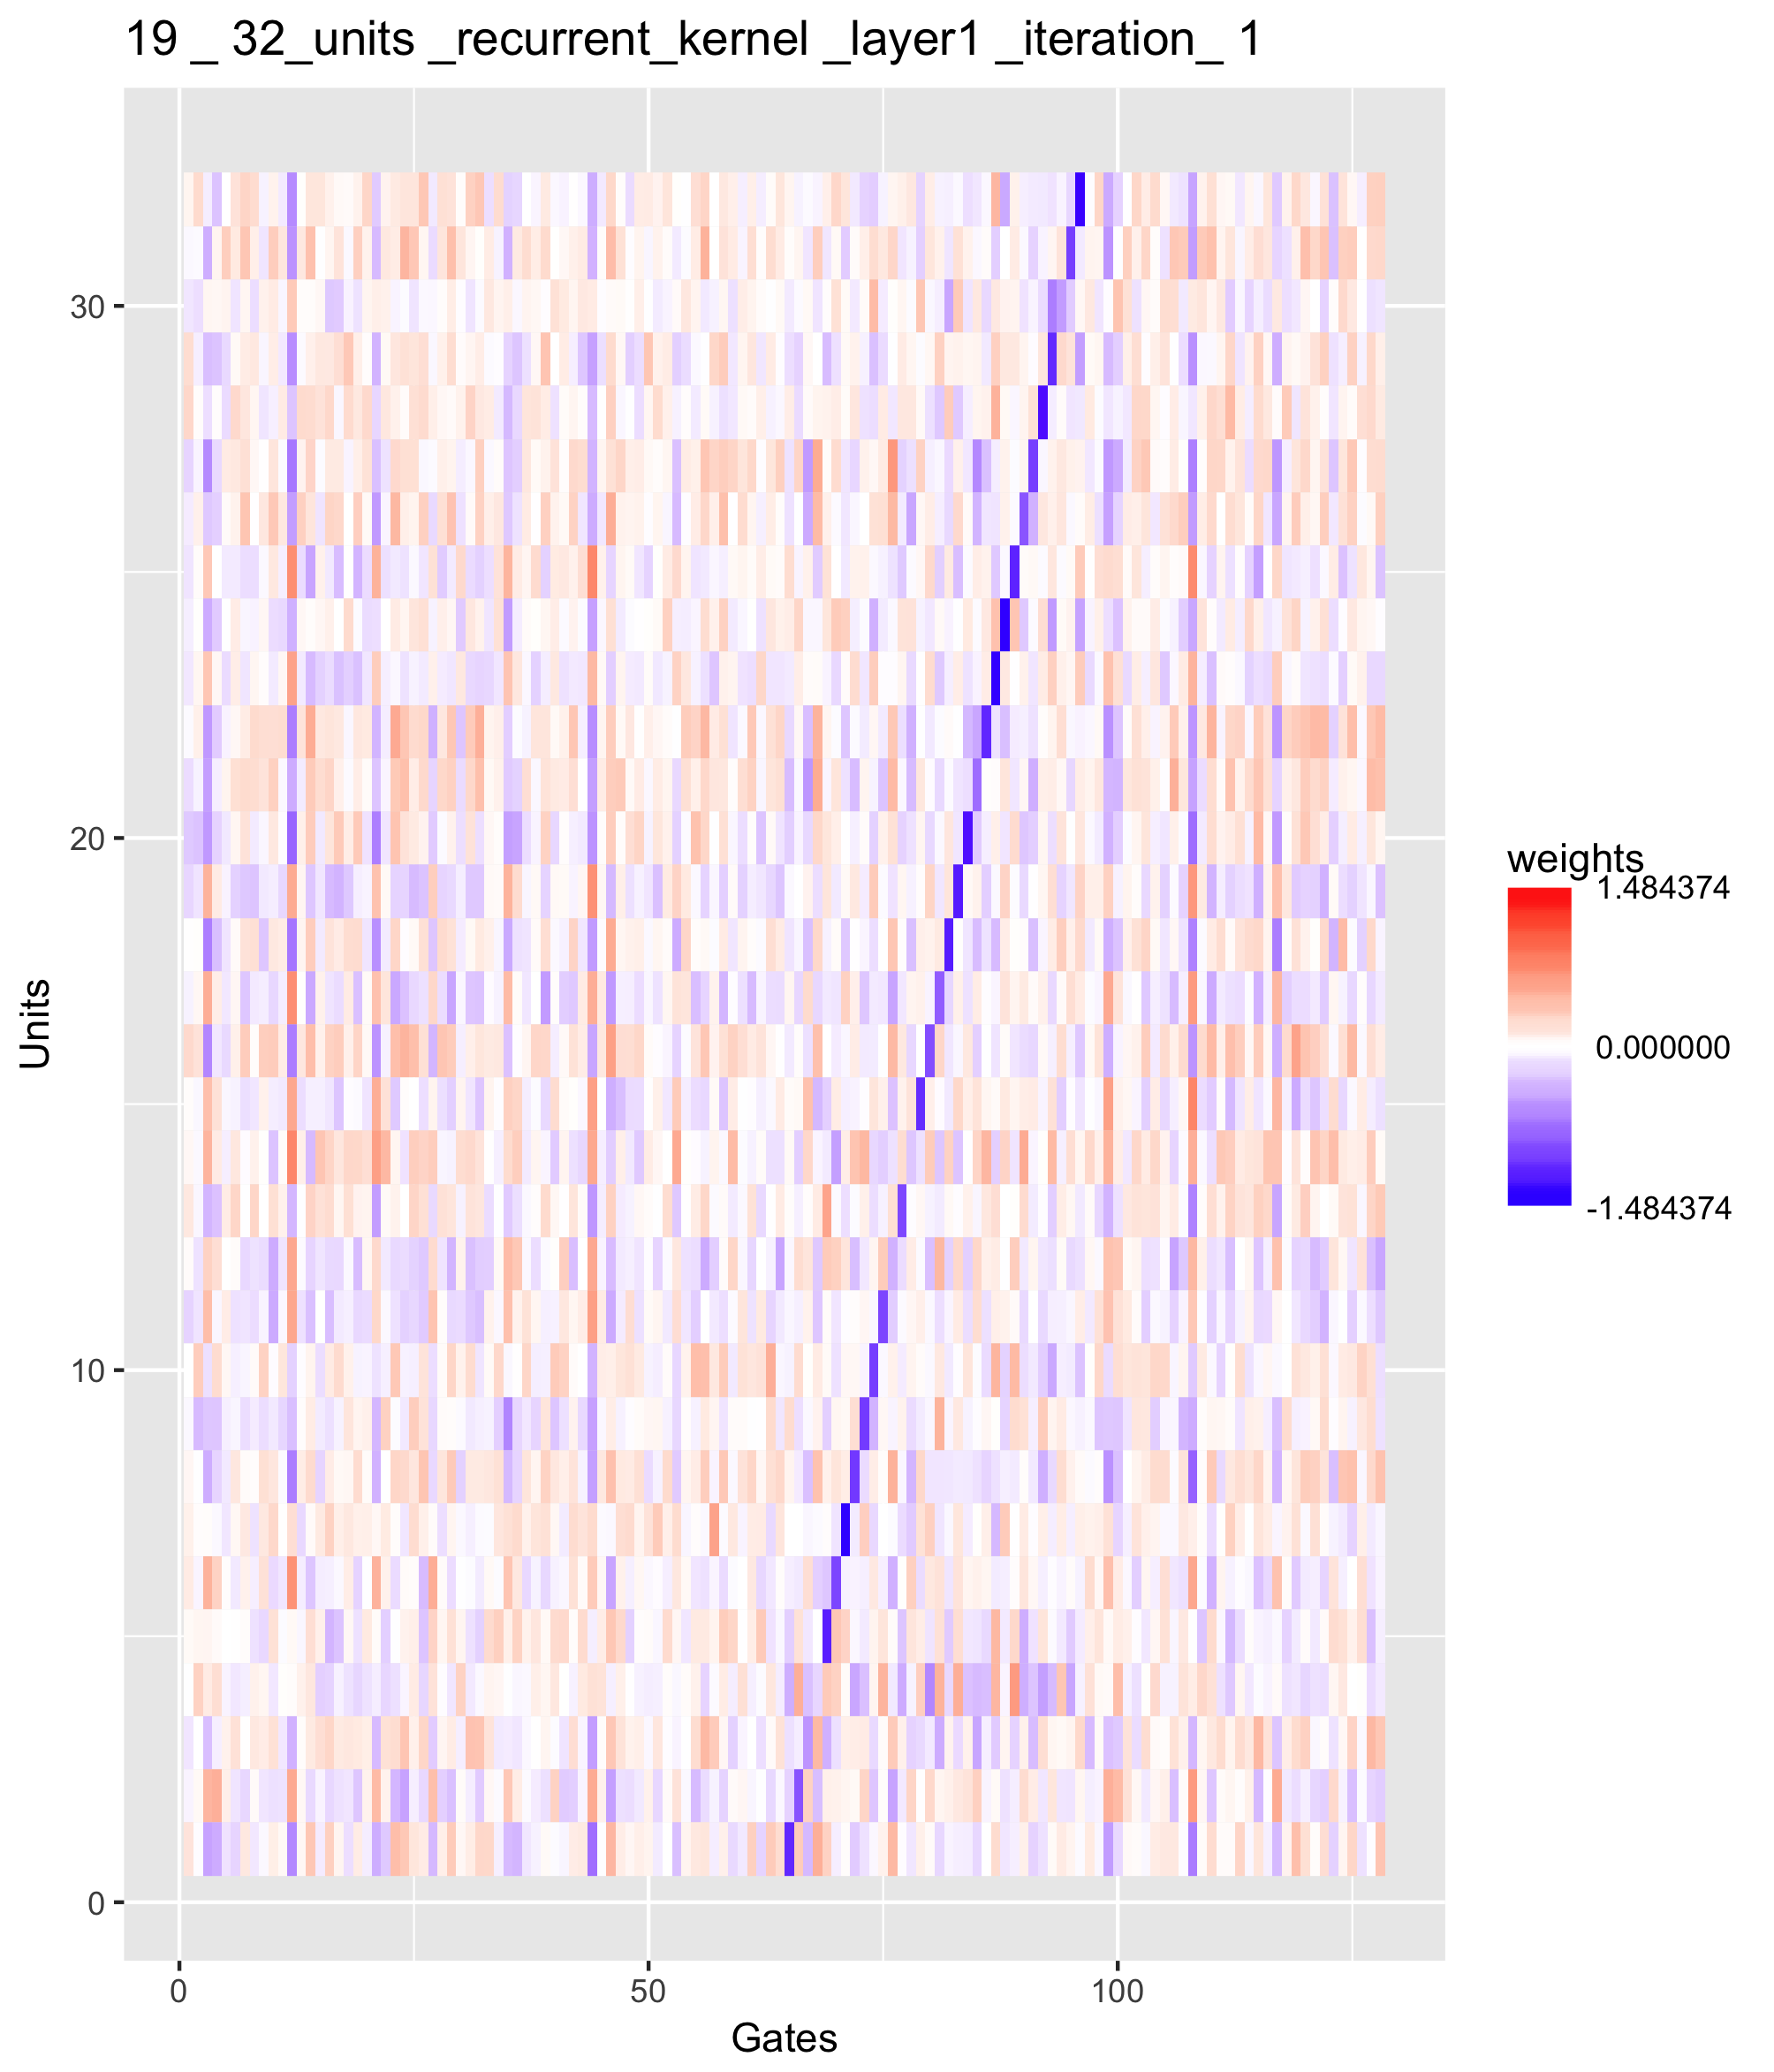 19 _ 32_units _recurrent_kernel _layer1 _iteration_ 1
30
20
10
0
Units
0 50 100
Gates
weights
1.484374
0.000000
-1.484374